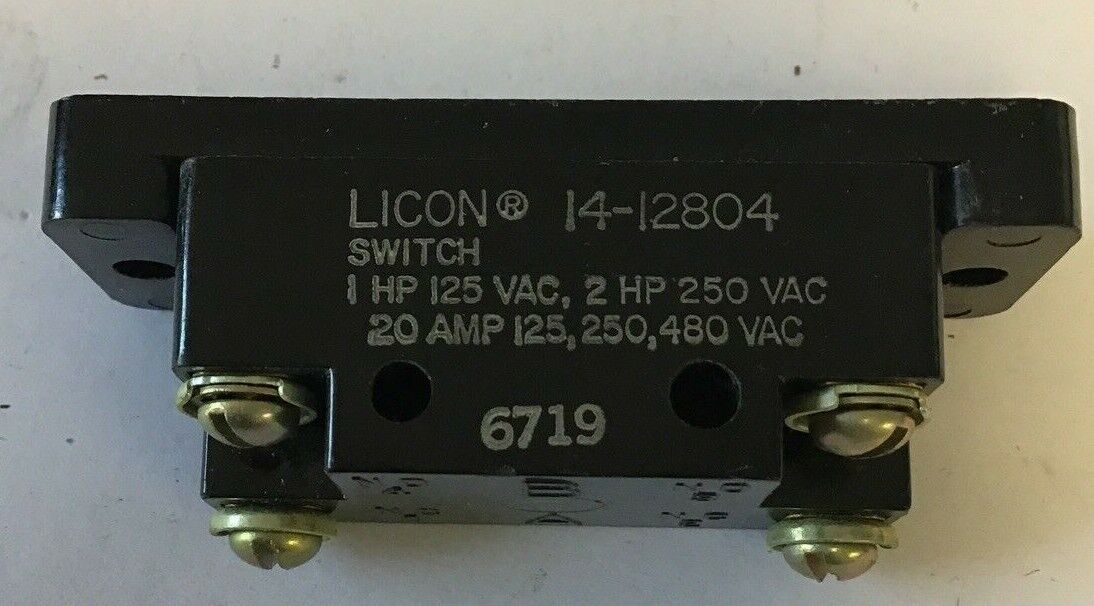 LICON® 14-12804
SWITCH
1 HP 125 VAC, 2 HP 250 VAC
20 AMP 125, 250, 480 VAC
6719